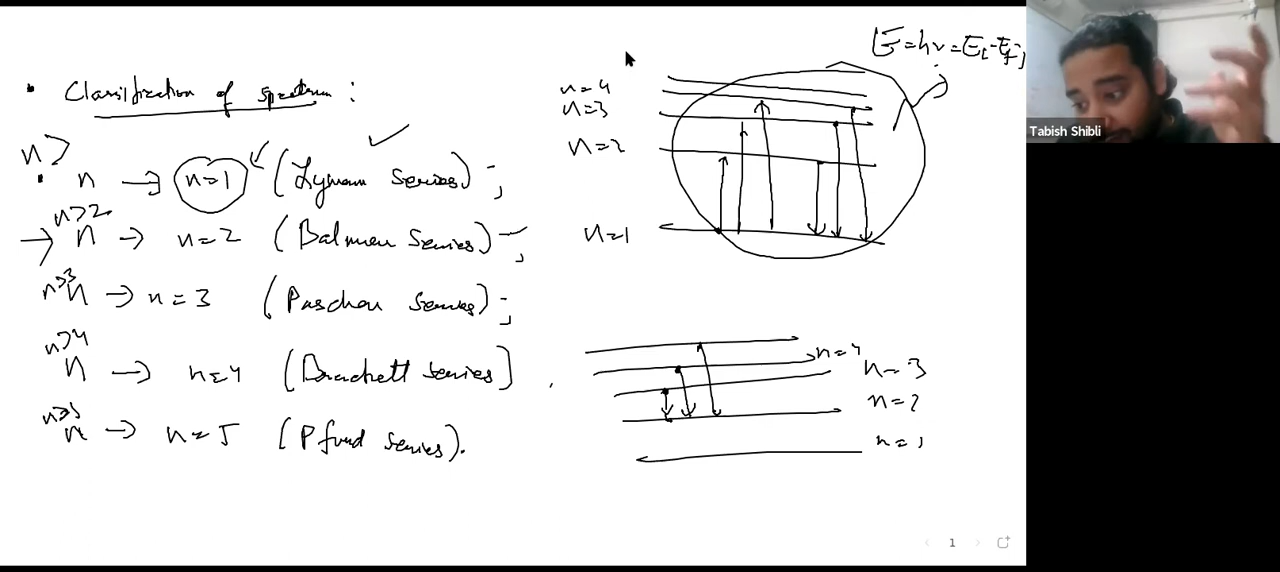 • Classification of spectrum :
n>
• n → n=1 (Lyman Series) -;
n>2
→ n → n=2 (Balmer Series) -;
n>3
n → n=3 (Paschen Series) -;
n>4
n → n=4 (Brackett Series)
n>5
n → n=5 (Pfund Series).
E=hν=Ei-Ef
n=4
n=3
n=2
n=1
n=4
n=3
n=2
n=1
Tabish Shibli
1